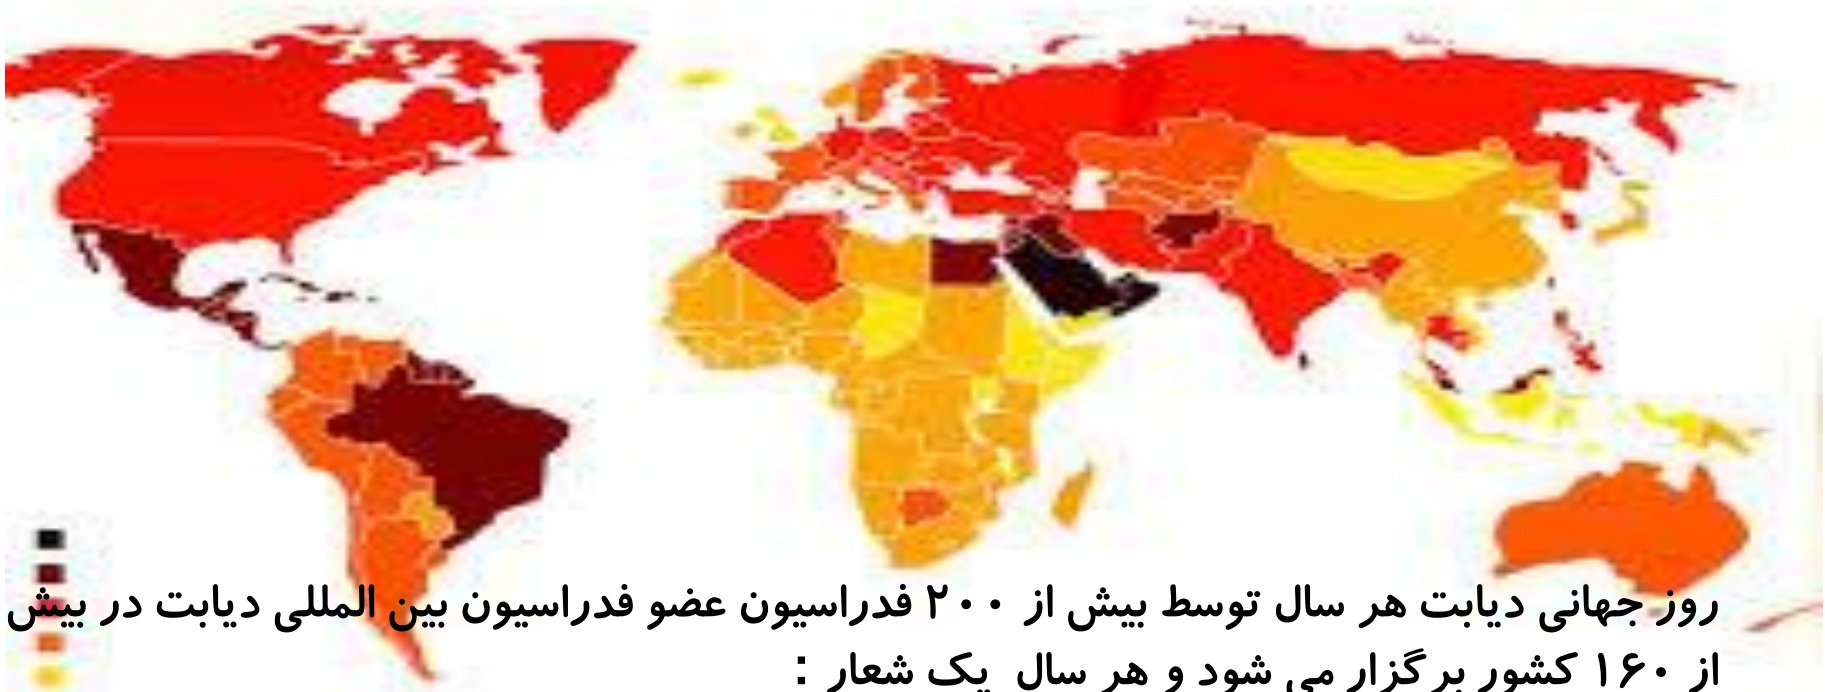 روز جهانی دیابت هر سال توسط بیش از ۲۰۰ فدراسیون عضو فدراسیون بین المللی دیابت در بیش
از ۱۶۰ کشور برگزار می شود و هر سال یک شعار :